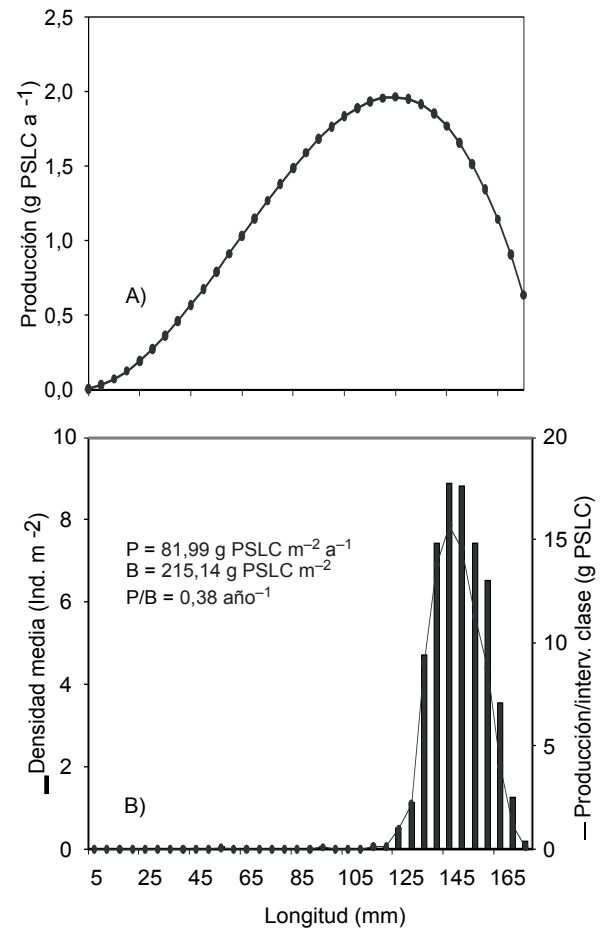 2,5
2,0
1,5
1,0
0,5
0,0
Producción (g PSLC a -1)
A)
10
8
6
4
2
0
Densidad media (Ind. m -2)
P = 81,99 g PSLC m–2 a–1
B = 215,14 g PSLC m–2
P/B = 0,38 año–1
B)
20
15
10
5
0
Producción/interv. clase (g PSLC)
5 25 45 65 85 105 125 145 165
Longitud (mm)